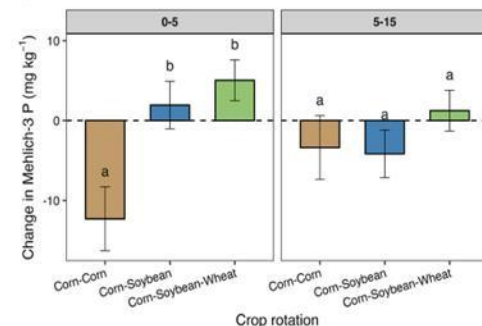 0-5
5-15
Change in Mehlich-3 P (mg kg⁻¹)
10
0
-10
a
b
b
a
a
a
Corn-Corn
Corn-Soybean
Corn-Soybean-Wheat
Corn-Corn
Corn-Soybean
Corn-Soybean-Wheat
Crop rotation